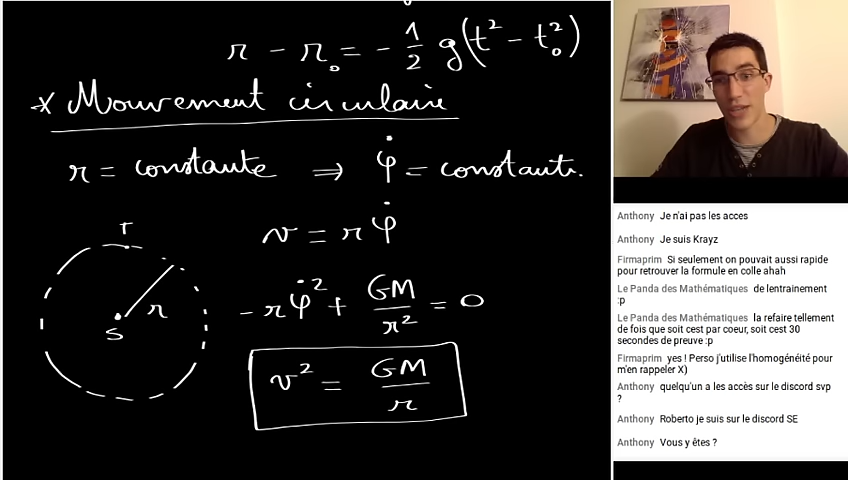 r - r₀ = - 1/2 g(t² - t₀²)
* Mouvement circulaire
r = constante ⇒ φ̇ = constante.
v = r φ̇
T
r
S
- r φ̇² + GM/r² = 0
v² = GM/r
Anthony Je n'ai pas les acces
Anthony Je suis Krayz
Firmaprim Si seulement on pouvait aussi rapide
pour retrouver la formule en colle ahah
Le Panda des Mathématiques de lentrainement
:p
Le Panda des Mathématiques la refaire tellement
de fois que soit cest par coeur, soit cest 30
secondes de preuve :p
Firmaprim yes ! Perso j'utilise l'homogénéité pour
m'en rappeler X)
Anthony quelqu'un a les accès sur le discord svp
?
Anthony Roberto je suis sur le discord SE
Anthony Vous y êtes ?